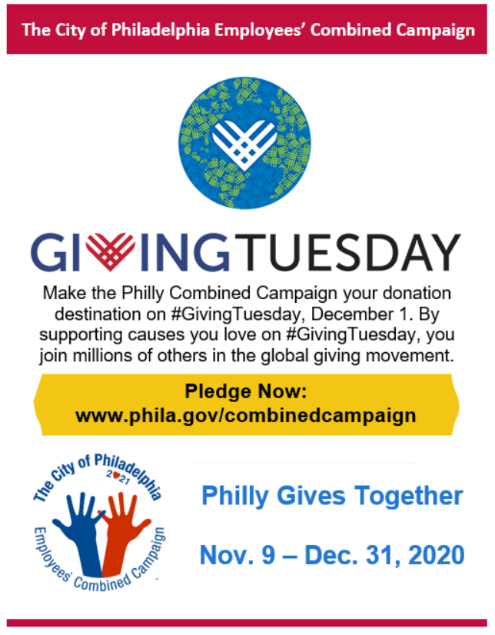 The City of Philadelphia Employees' Combined Campaign
GIVINGTUESDAY
Make the Philly Combined Campaign your donation
destination on #GivingTuesday, December 1. By
supporting causes you love on #GivingTuesday, you
join millions of others in the global giving movement.
Pledge Now:
www.phila.gov/combinedcampaign
The City of Philadelphia
2021
Employees' Combined Campaign
Philly Gives Together
Nov. 9 – Dec. 31, 2020